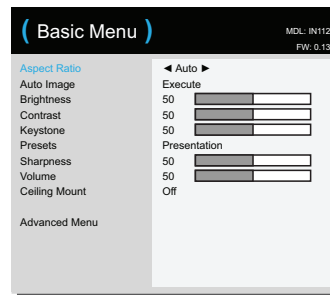 ( Basic Menu )
MDL: IN112
FW: 0.13
Aspect Ratio ◄ Auto ►
Auto Image Execute
Brightness 50
Contrast 50
Keystone 50
Presets Presentation
Sharpness 50
Volume 50
Ceiling Mount Off
Advanced Menu